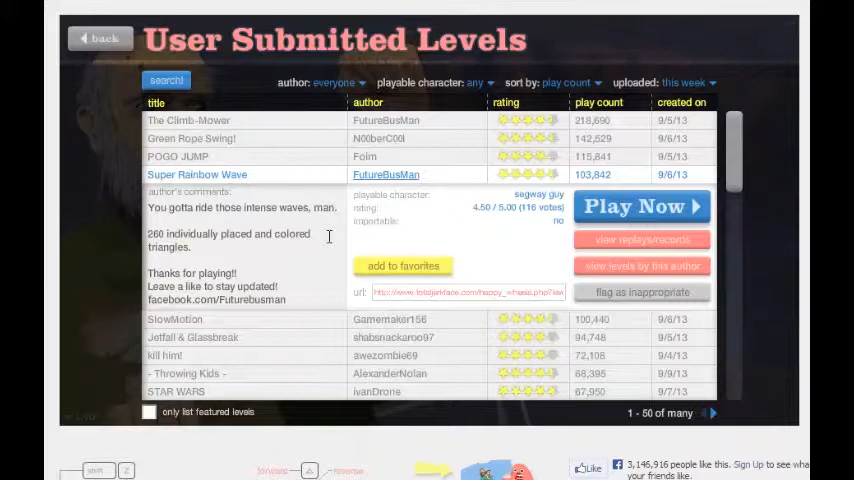 back
User Submitted Levels
search!
author: everyone playable character: any sort by: play count uploaded: this week
title author rating play count created on
The Climb-Mower FutureBusMan 218,690 9/5/13
Green Rope Swing! N00berC00l 142,529 9/5/13
POGO JUMP Foim 115,841 9/5/13
Super Rainbow Wave FutureBusMan 103,842 9/6/13
author's comments:
You gotta ride those intense waves, man.
260 individually placed and colored
triangles.
Thanks for playing!!
Leave a like to stay updated!
facebook.com/Futurebusman
playable character: segway guy
rating: 4.50 / 5.00 (116 votes)
importable: no
add to favorites
url:
Play Now
view replays/records
view levels by this author
flag as inappropriate
SlowMotion Gamemaker156 100,440 9/6/13
Jetfall & Glassbreak shabsnackaroo97 94,748 9/5/13
kill him! awezombie69 72,108 9/4/13
- Throwing Kids - AlexanderNolan 68,395 9/9/13
STAR WARS ivanDrone 67,950 9/7/13
only list featured levels 1 - 50 of many
shift Z forward reverse
Like 3,146,916 people like this. Sign Up to see wha
your friends like.